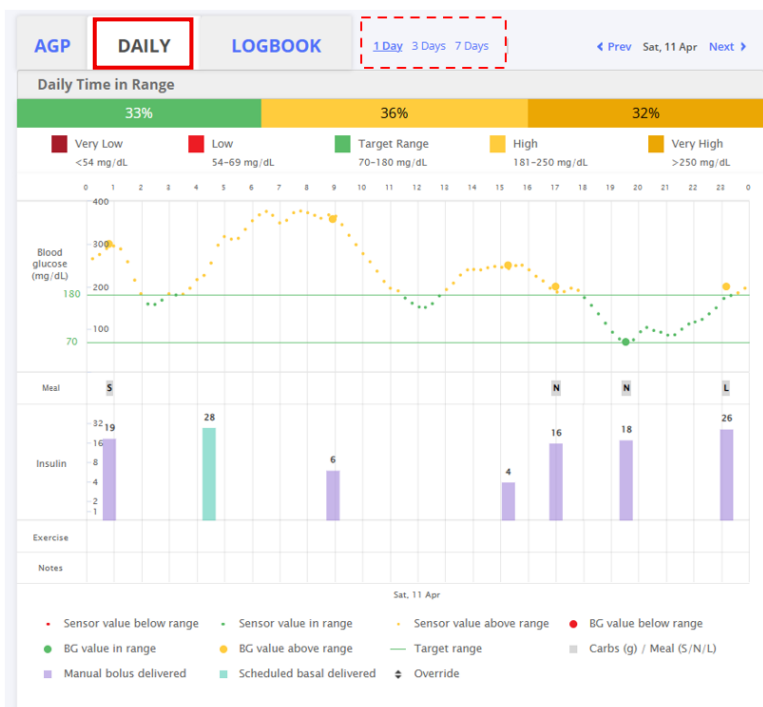 AGP DAILY LOGBOOK 1 Day 3 Days 7 Days Prev Sat, 11 Apr Next
Daily Time in Range
33% 36% 32%
Very Low Low Target Range High Very High
<54 mg/dL 54-69 mg/dL 70-180 mg/dL 181-250 mg/dL >250 mg/dL
0 1 2 3 4 5 6 7 8 9 10 11 12 13 14 15 16 17 18 19 20 21 22 23 0
400
300
Blood
glucose
(mg/dL)
200
180
100
70
Meal S N N L
32 19 28 6 4 16 18 26
16
Insulin 8
4
2
1
Exercise
Notes
Sat, 11 Apr
Sensor value below range Sensor value in range Sensor value above range BG value below range
BG value in range BG value above range Target range Carbs (g) / Meal (S/N/L)
Manual bolus delivered Scheduled basal delivered Override